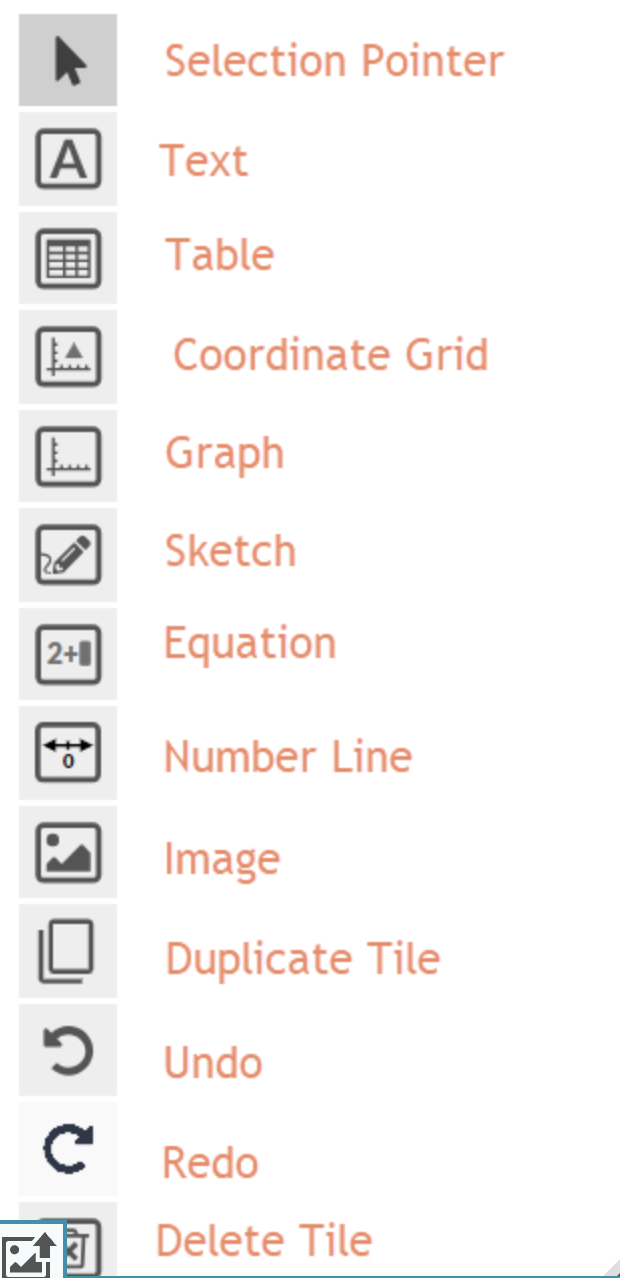 Selection Pointer
A Text
Table
Coordinate Grid
Graph
Sketch
2+ Equation
0 Number Line
Image
Duplicate Tile
Undo
Redo
Delete Tile